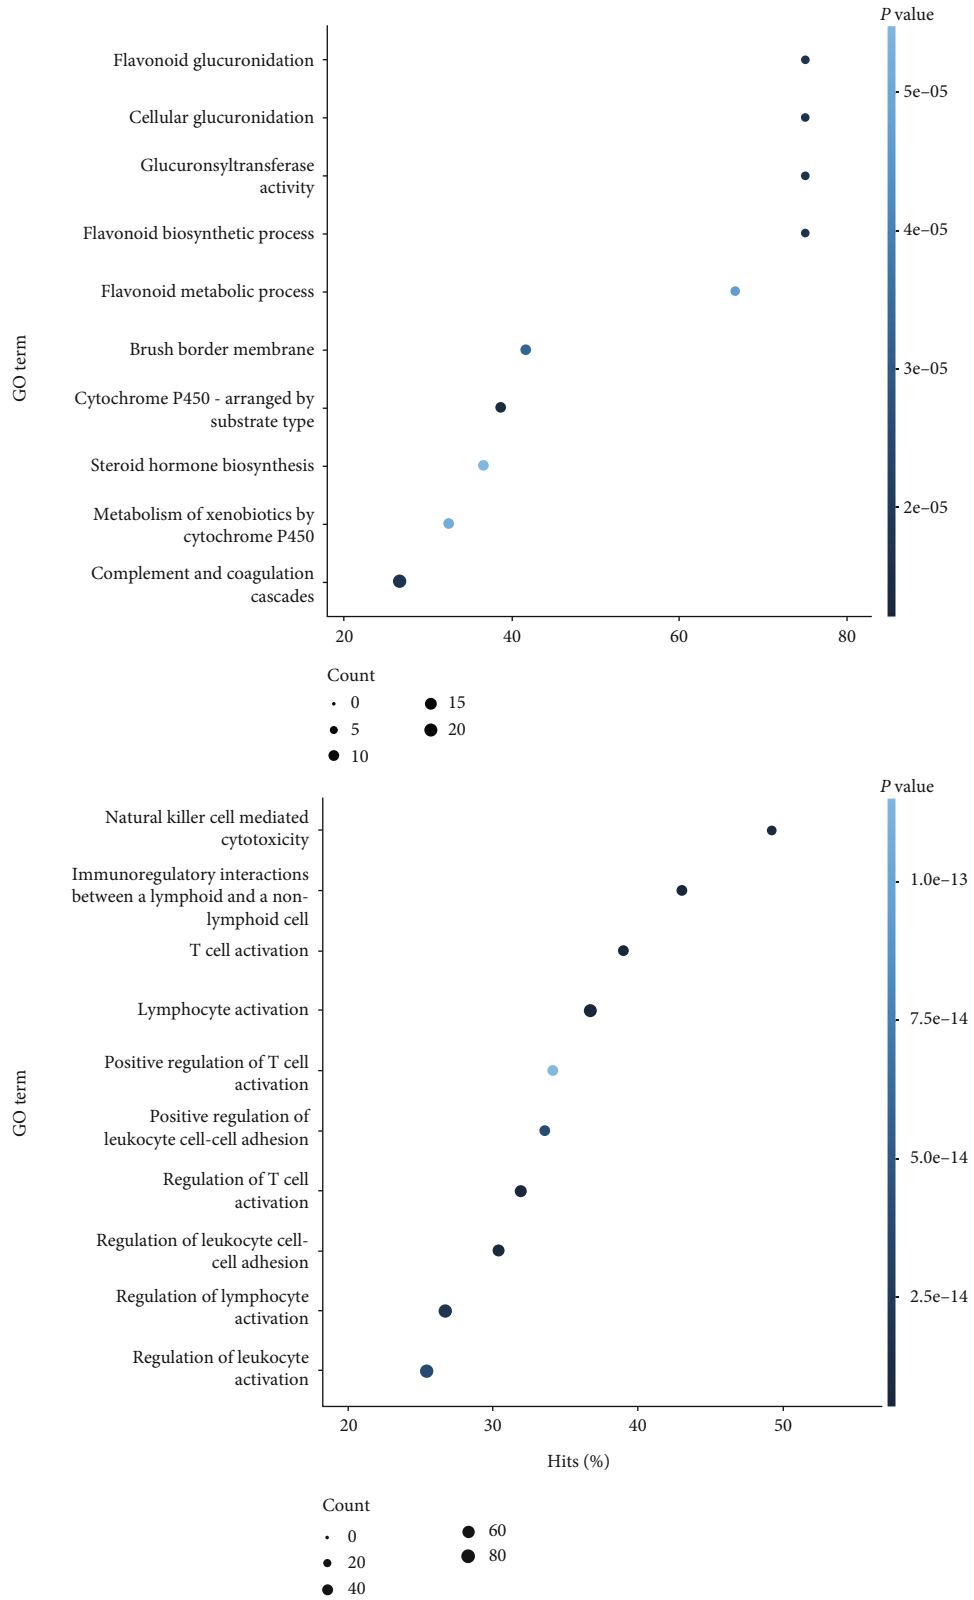 P value
Flavonoid glucuronidation
Cellular glucuronidation
Glucuronsyltransferase
activity
Flavonoid biosynthetic process
Flavonoid metabolic process
Brush border membrane
Cytochrome P450 - arranged by
substrate type
Steroid hormone biosynthesis
Metabolism of xenobiotics by
cytochrome P450
Complement and coagulation
cascades
GO term
5e–05
4e–05
3e–05
2e–05
20 40 60 80
Count
0 15
5 20
10
P value
Natural killer cell mediated
cytotoxicity
Immunoregulatory interactions
between a lymphoid and a non-
lymphoid cell
T cell activation
Lymphocyte activation
Positive regulation of T cell
activation
Positive regulation of
leukocyte cell-cell adhesion
Regulation of T cell
activation
Regulation of leukocyte cell-
cell adhesion
Regulation of lymphocyte
activation
Regulation of leukocyte
activation
GO term
1.0e–13
7.5e–14
5.0e–14
2.5e–14
20 30 40 50
Hits (%)
Count
0 60
20 80
40